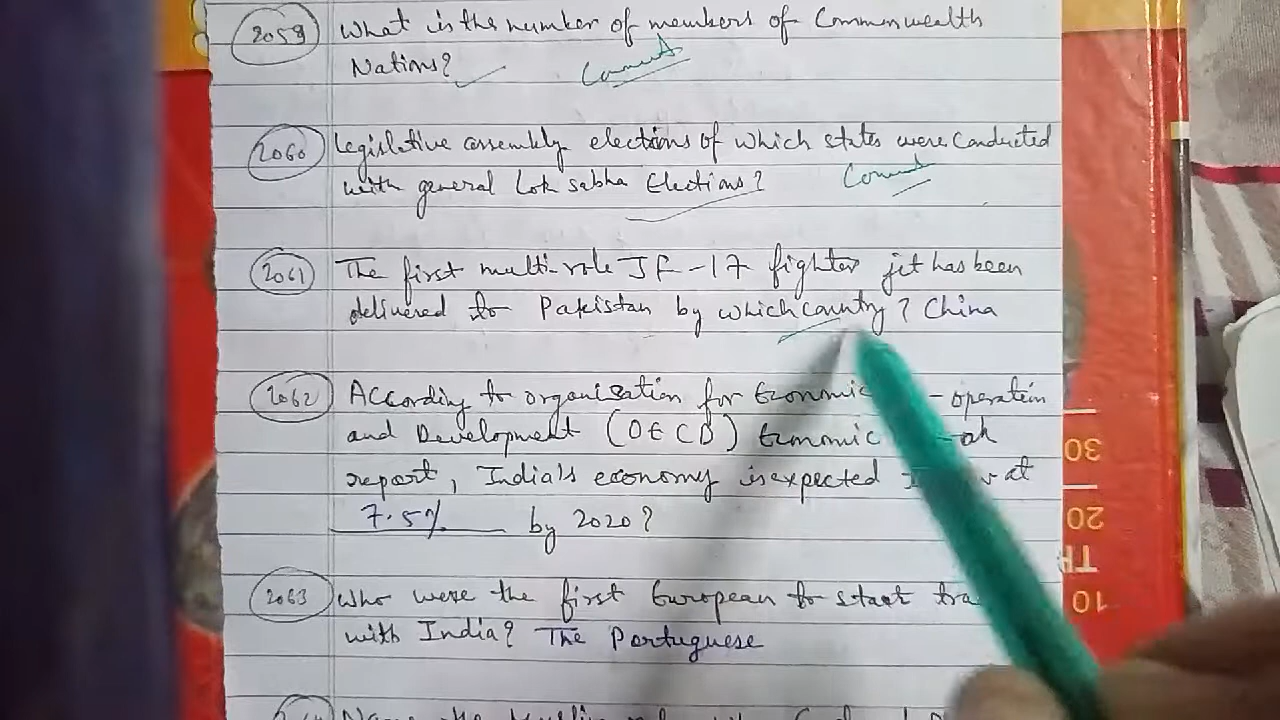 2059 What is the number of members of Commonwealth
Nations? Comment
2060 Legislative assembly elections of which states were conducted
with general Lok sabha Elections? Comment
2061 The first multi-role JF-17 fighter jet has been
delivered to Pakistan by which country? China
2062 According to organisation for Economic - operation
and Development (OECD) Economic
report, India's economy is expected at
7.5% by 2020?
2063 Who were the first European to start
with India? The Portuguese
30
20
TH
10